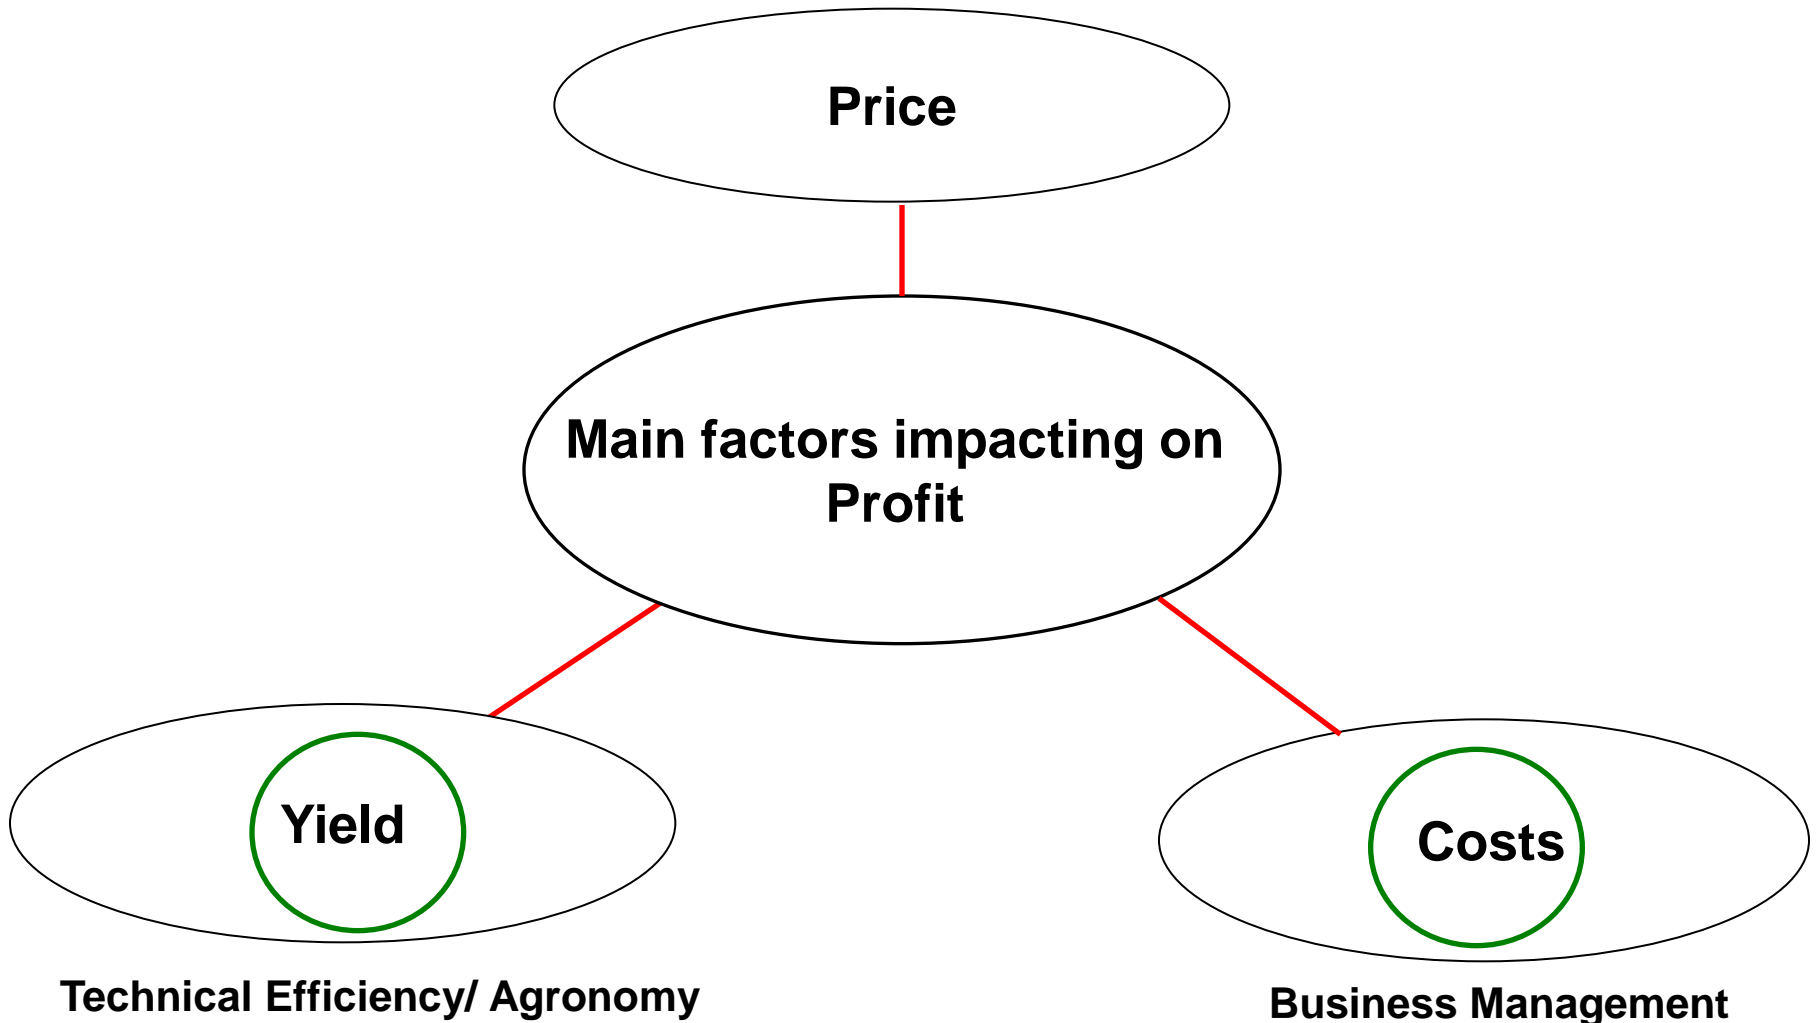 Price
Main factors impacting on
Profit
Yield
Costs
Technical Efficiency/ Agronomy
Business Management